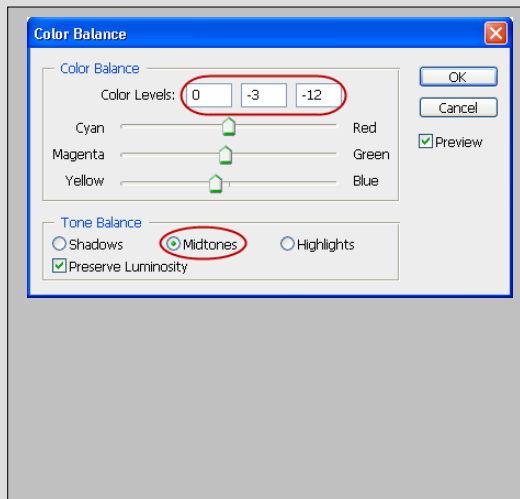 Color Balance
Color Balance
Color Levels: 0 -3 -12
Cyan Red
Magenta Green
Yellow Blue
OK
Cancel
Preview
Tone Balance
Shadows Midtones Highlights
Preserve Luminosity